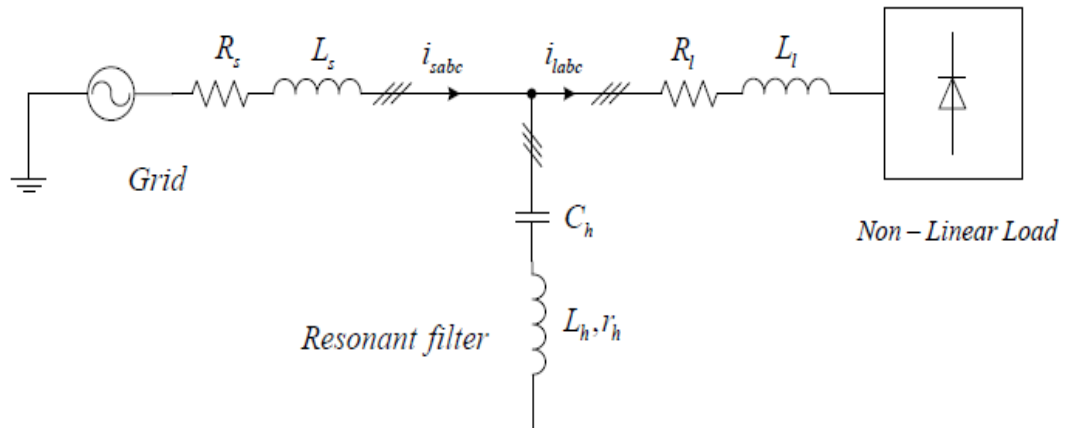 R_s L_s i_sabc i_labc R_l L_l
Grid
C_h
Non – Linear Load
L_h, r_h
Resonant filter